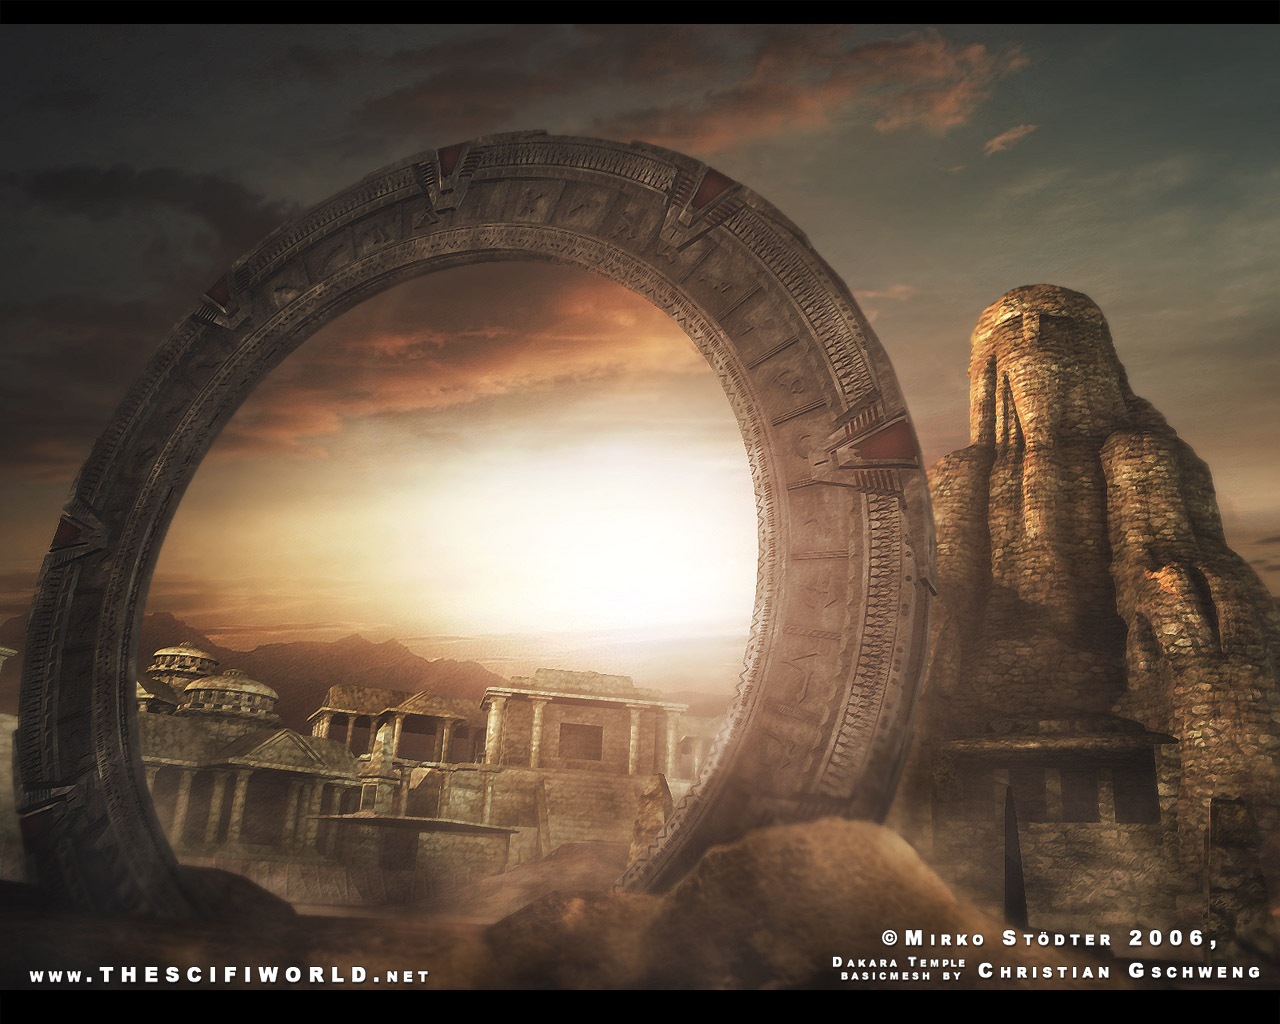 ©Mirko Stödter 2006,
Dakara Temple
basicmesh by Christian Gschweng
www.THESCIFIWORLD.net